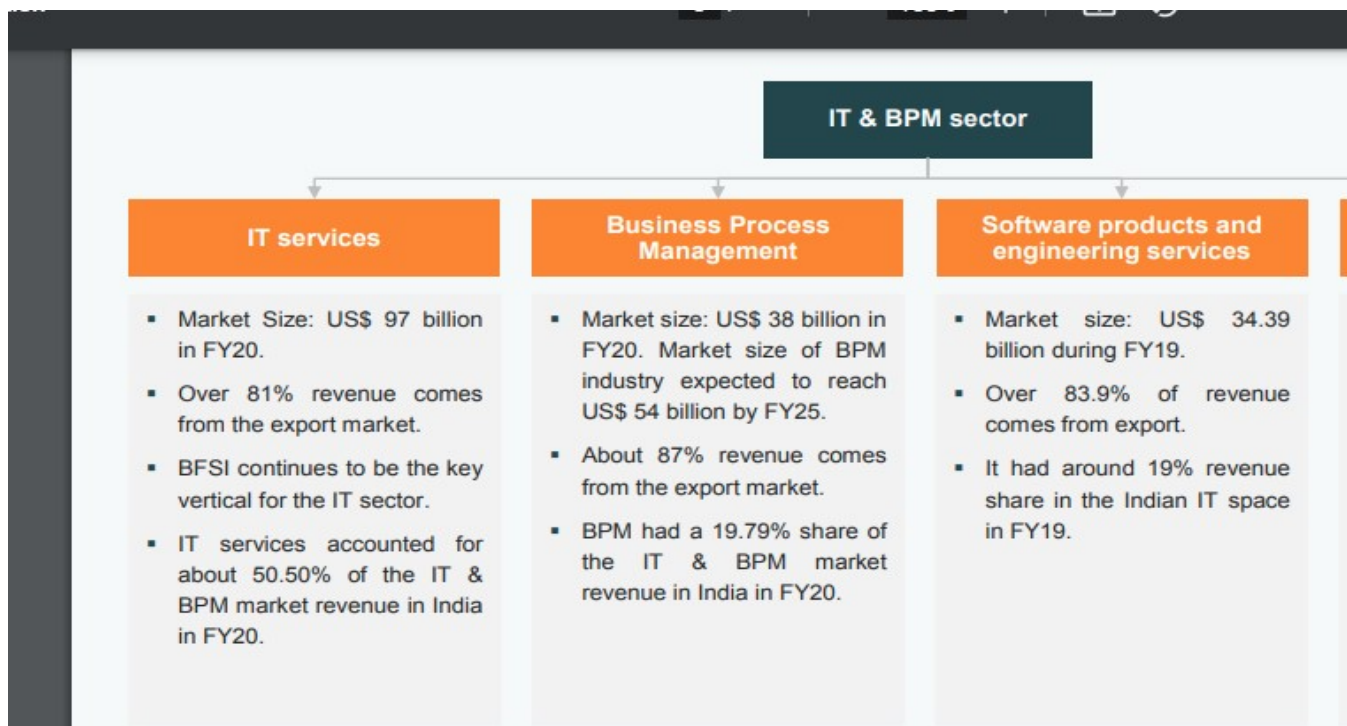 IT & BPM sector
IT services
Business Process
Management
Software products and
engineering services
▪ Market Size: US$ 97 billion
in FY20.
▪ Over 81% revenue comes
from the export market.
▪ BFSI continues to be the key
vertical for the IT sector.
▪ IT services accounted for
about 50.50% of the IT &
BPM market revenue in India
in FY20.
▪ Market size: US$ 38 billion in
FY20. Market size of BPM
industry expected to reach
US$ 54 billion by FY25.
▪ About 87% revenue comes
from the export market.
▪ BPM had a 19.79% share of
the IT & BPM market
revenue in India in FY20.
▪ Market size: US$ 34.39
billion during FY19.
▪ Over 83.9% of revenue
comes from export.
▪ It had around 19% revenue
share in the Indian IT space
in FY19.